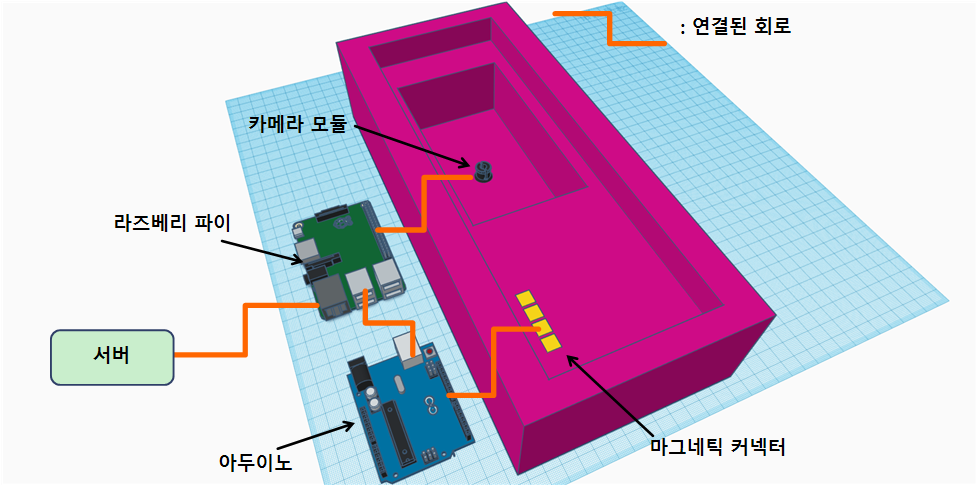 : 연결된 회로
카메라 모듈
라즈베리 파이
서버
아두이노
마그네틱 커넥터